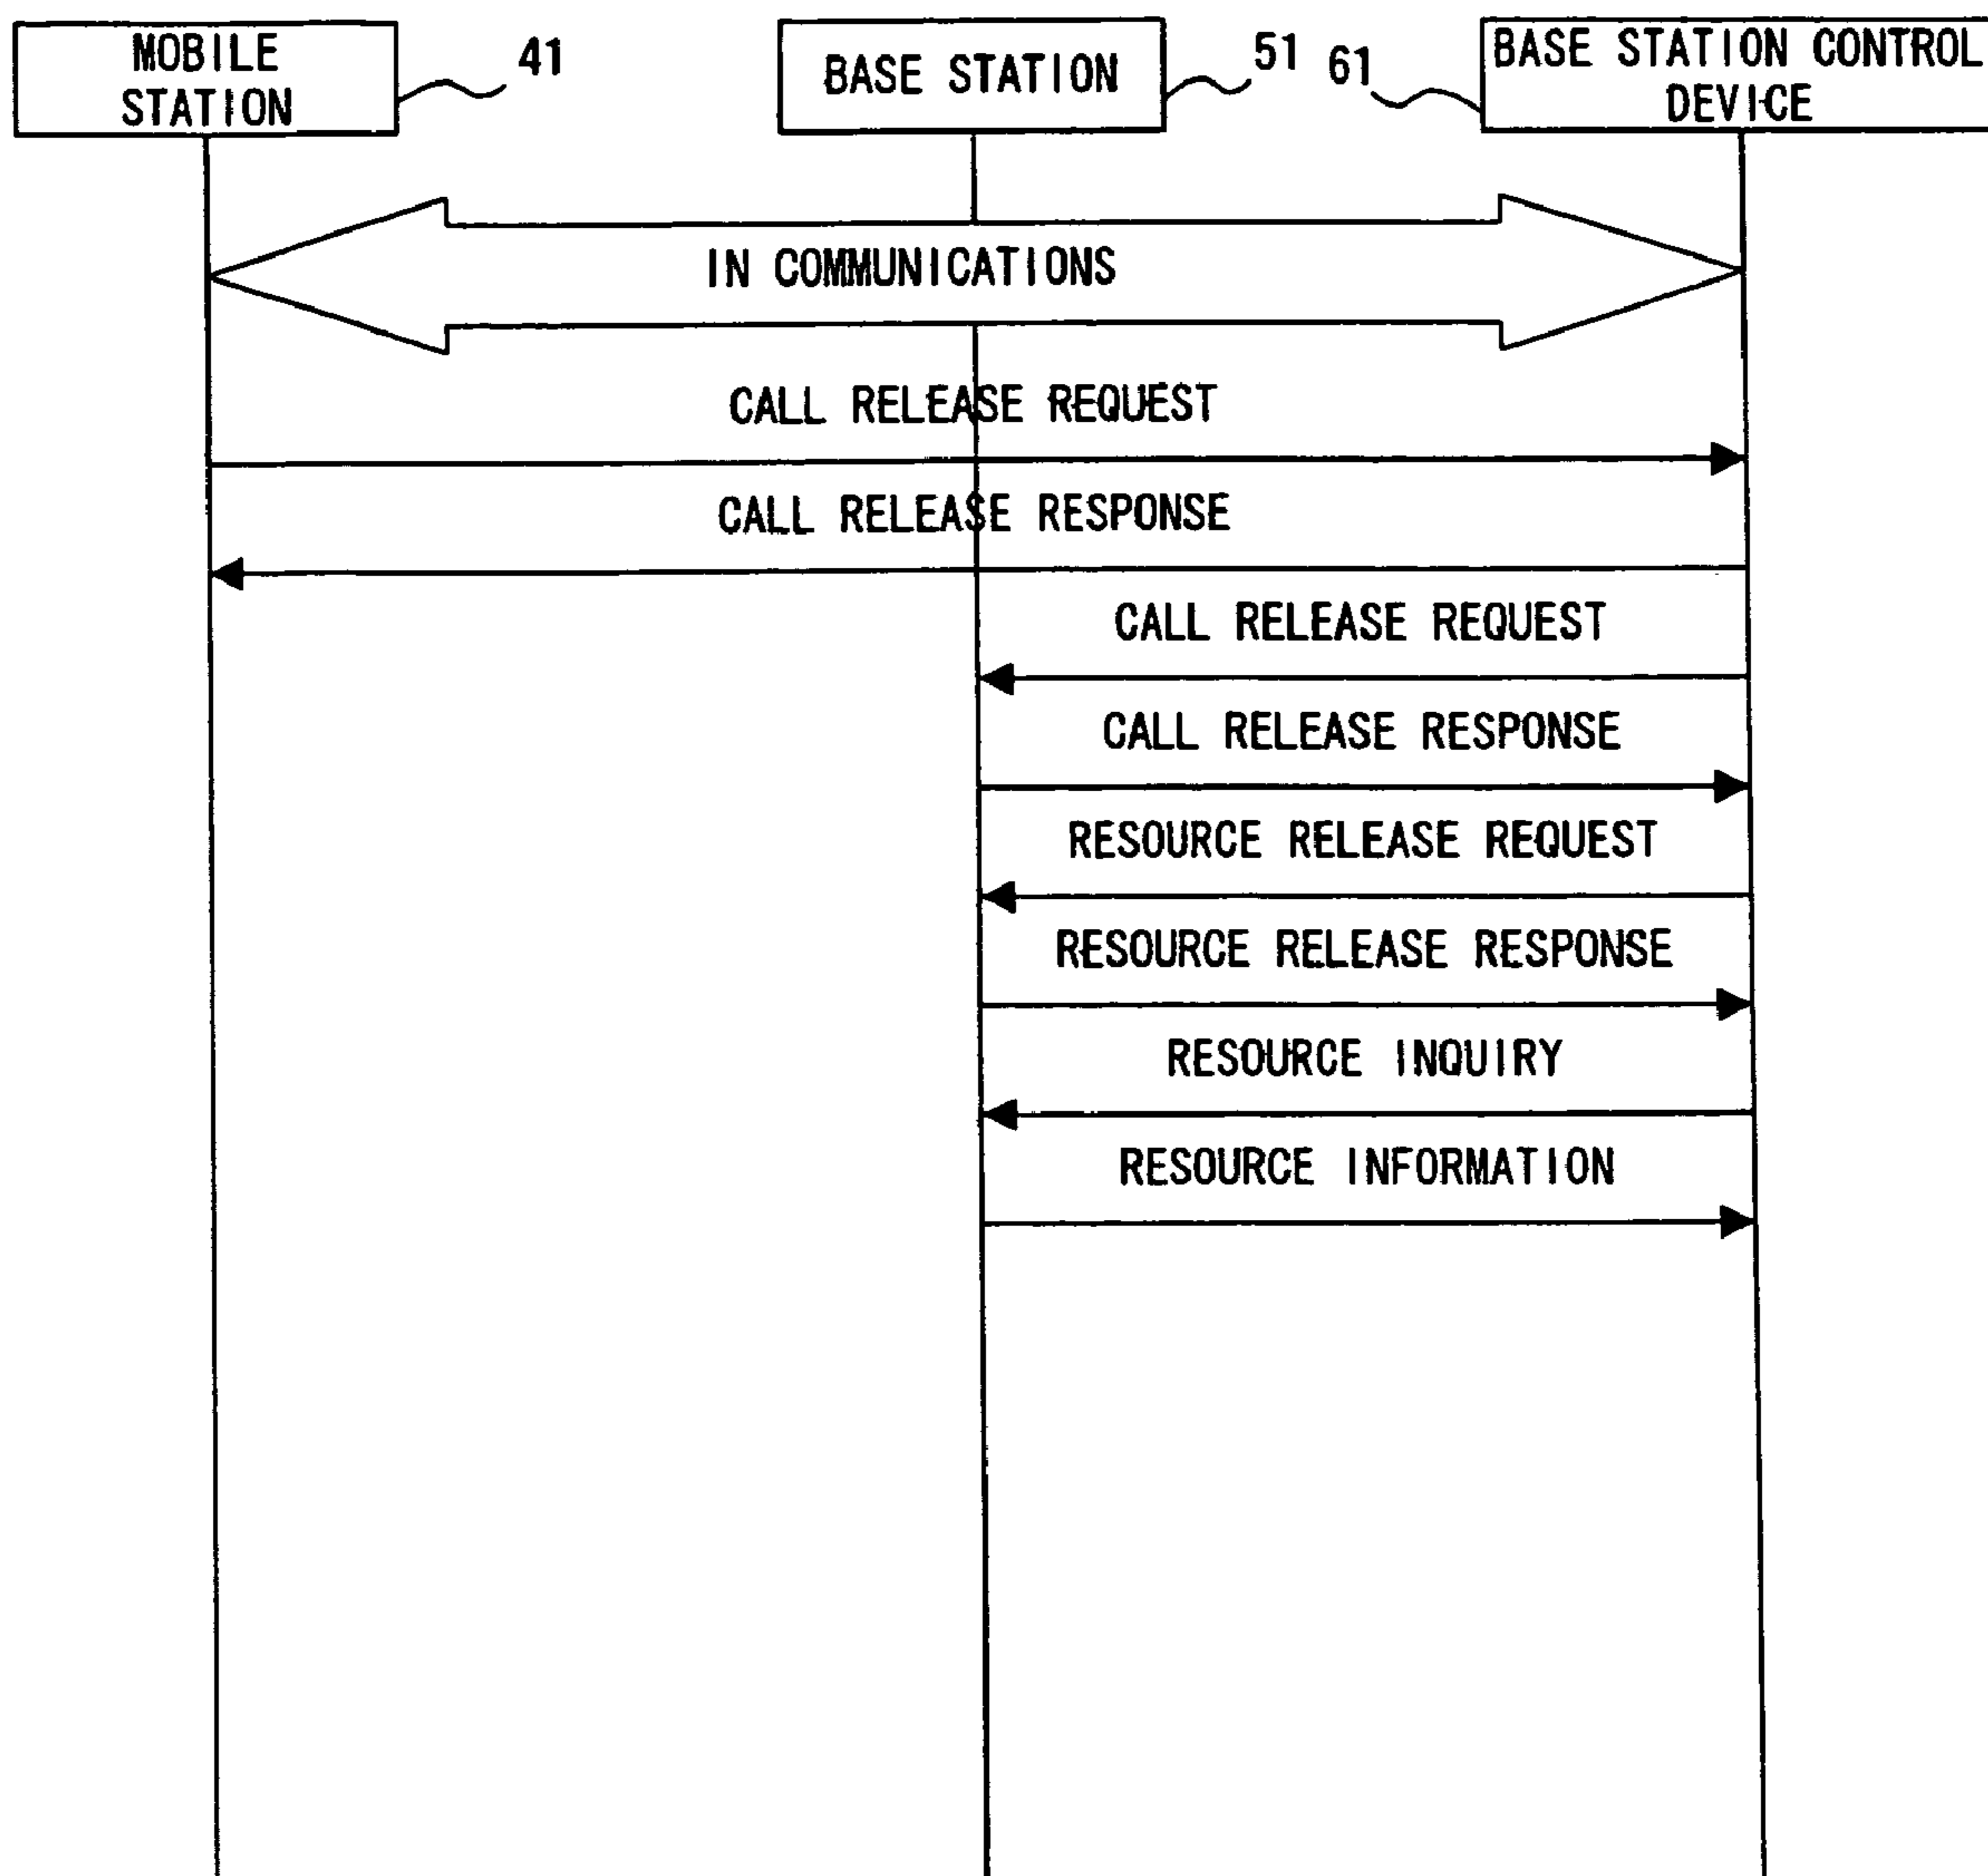 MOBILE
STATION
41
BASE STATION
51
61
BASE STATION CONTROL
DEVICE
IN COMMUNICATIONS
CALL RELEASE REQUEST
CALL RELEASE RESPONSE
CALL RELEASE REQUEST
CALL RELEASE RESPONSE
RESOURCE RELEASE REQUEST
RESOURCE RELEASE RESPONSE
RESOURCE INQUIRY
RESOURCE INFORMATION